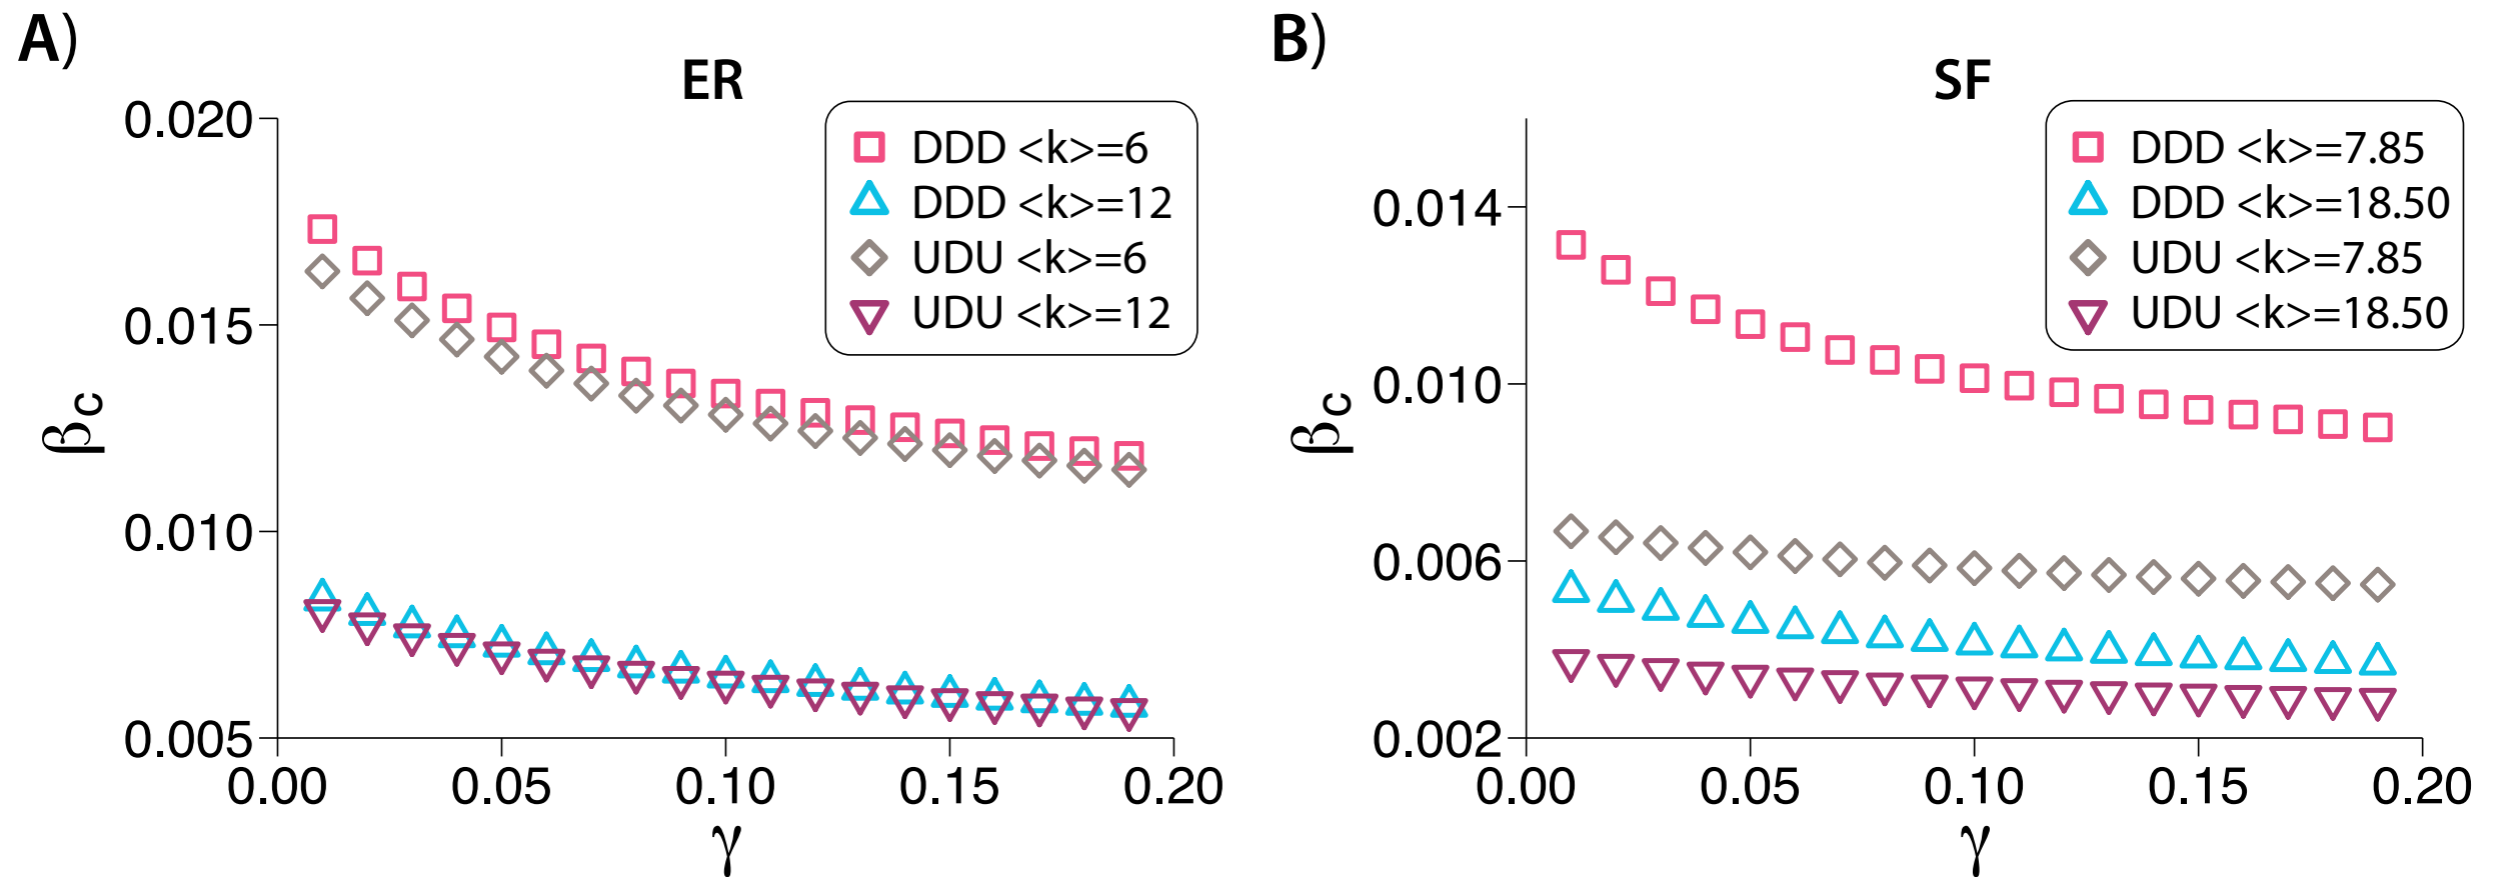 A)
ER
DDD <k>=6
DDD <k>=12
UDU <k>=6
UDU <k>=12
0.020
0.015
0.010
0.005
βc
0.00 0.05 0.10 0.15 0.20
γ
B)
SF
DDD <k>=7.85
DDD <k>=18.50
UDU <k>=7.85
UDU <k>=18.50
0.014
0.010
0.006
0.002
βc
0.00 0.05 0.10 0.15 0.20
γ